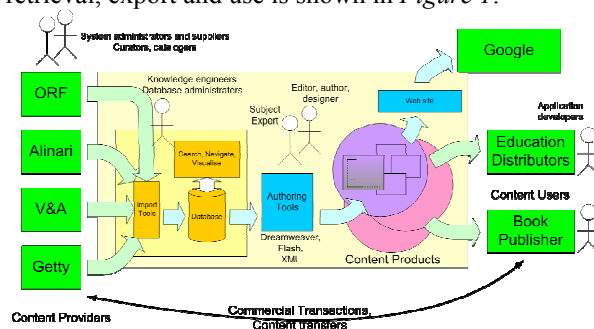 retrieval, export and use is shown in Figure 1.
System administrators and suppliers
Curators, catalogers
ORF
Alinari
V&A
Getty
Content Providers
Knowledge engineers
Database administrators
Search, Navigate,
Visualise
Import
Tools
Database
Subject
Expert
Editor, author,
designer
Authoring
Tools
Dreamweaver,
Flash,
XMl
Web site
Content Products
Google
Application
developers
Education
Distributors
Content Users
Book
Publisher
Commercial Transactions,
Content transfers